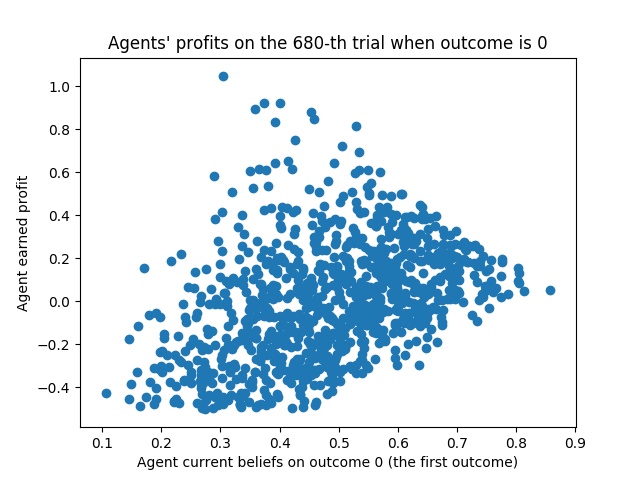 Agents' profits on the 680-th trial when outcome is 0
Agent earned profit
1.0
0.8
0.6
0.4
0.2
0.0
−0.2
−0.4
0.1 0.2 0.3 0.4 0.5 0.6 0.7 0.8 0.9
Agent current beliefs on outcome 0 (the first outcome)